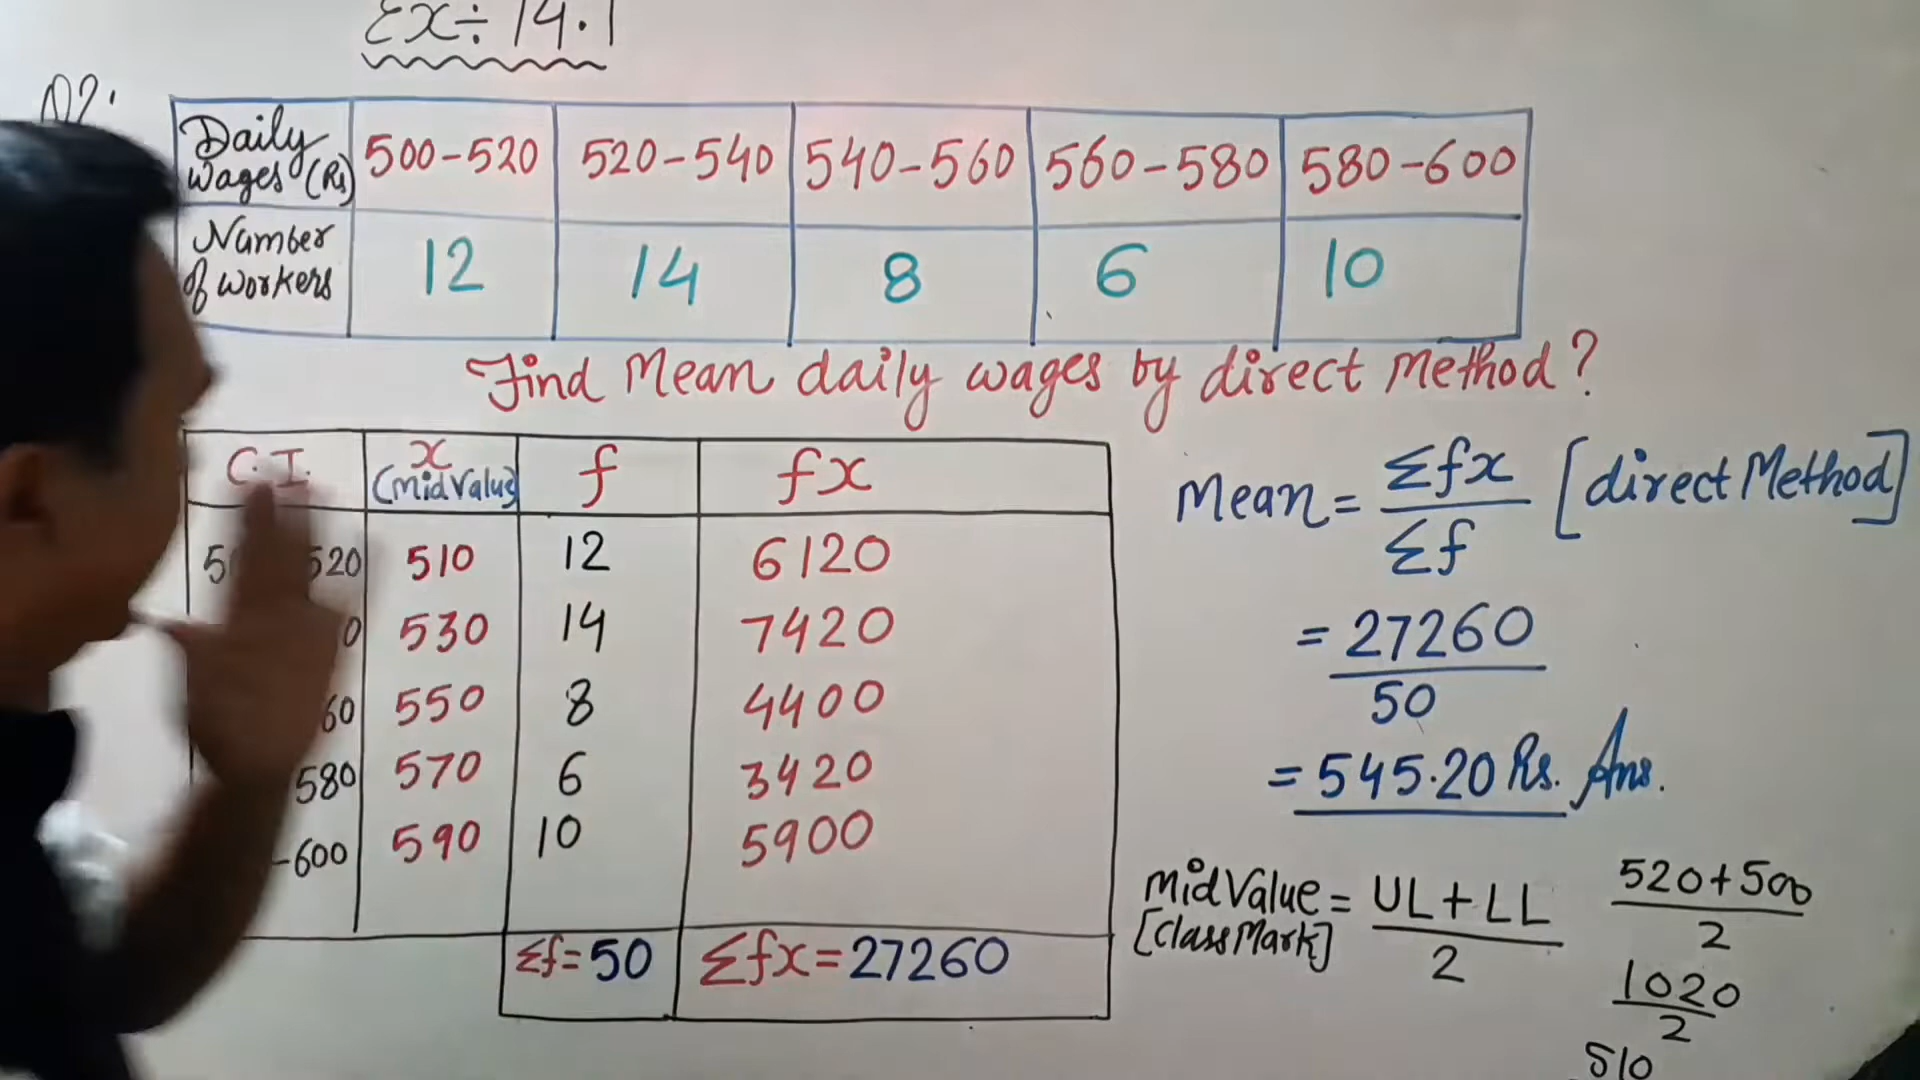 Ex÷ 14.1
Q2.
Daily Wages (Rs) 500-520 520-540 540-560 560-580 580-600
Number of workers 12 14 8 6 10
Find Mean daily wages by direct Method?
C.I. x (Mid Value) f fx
520 510 12 6120
530 14 7420
550 8 4400
580 570 6 3420
-600 590 10 5900
Σf=50 Σfx=27260
Mean = Σfx / Σf [direct Method]
= 27260 / 50
= 545.20 Rs. Ans.
Mid Value = UL+LL / 2
[Class Mark]
520+500 / 2
1020 / 2
510